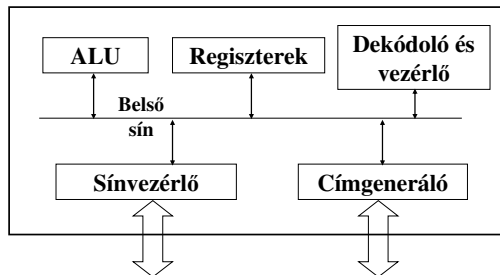 ALU
Regiszterek
Dekódoló és
vezérlő
Belső
sín
Sínvezérlő
Címgeneráló